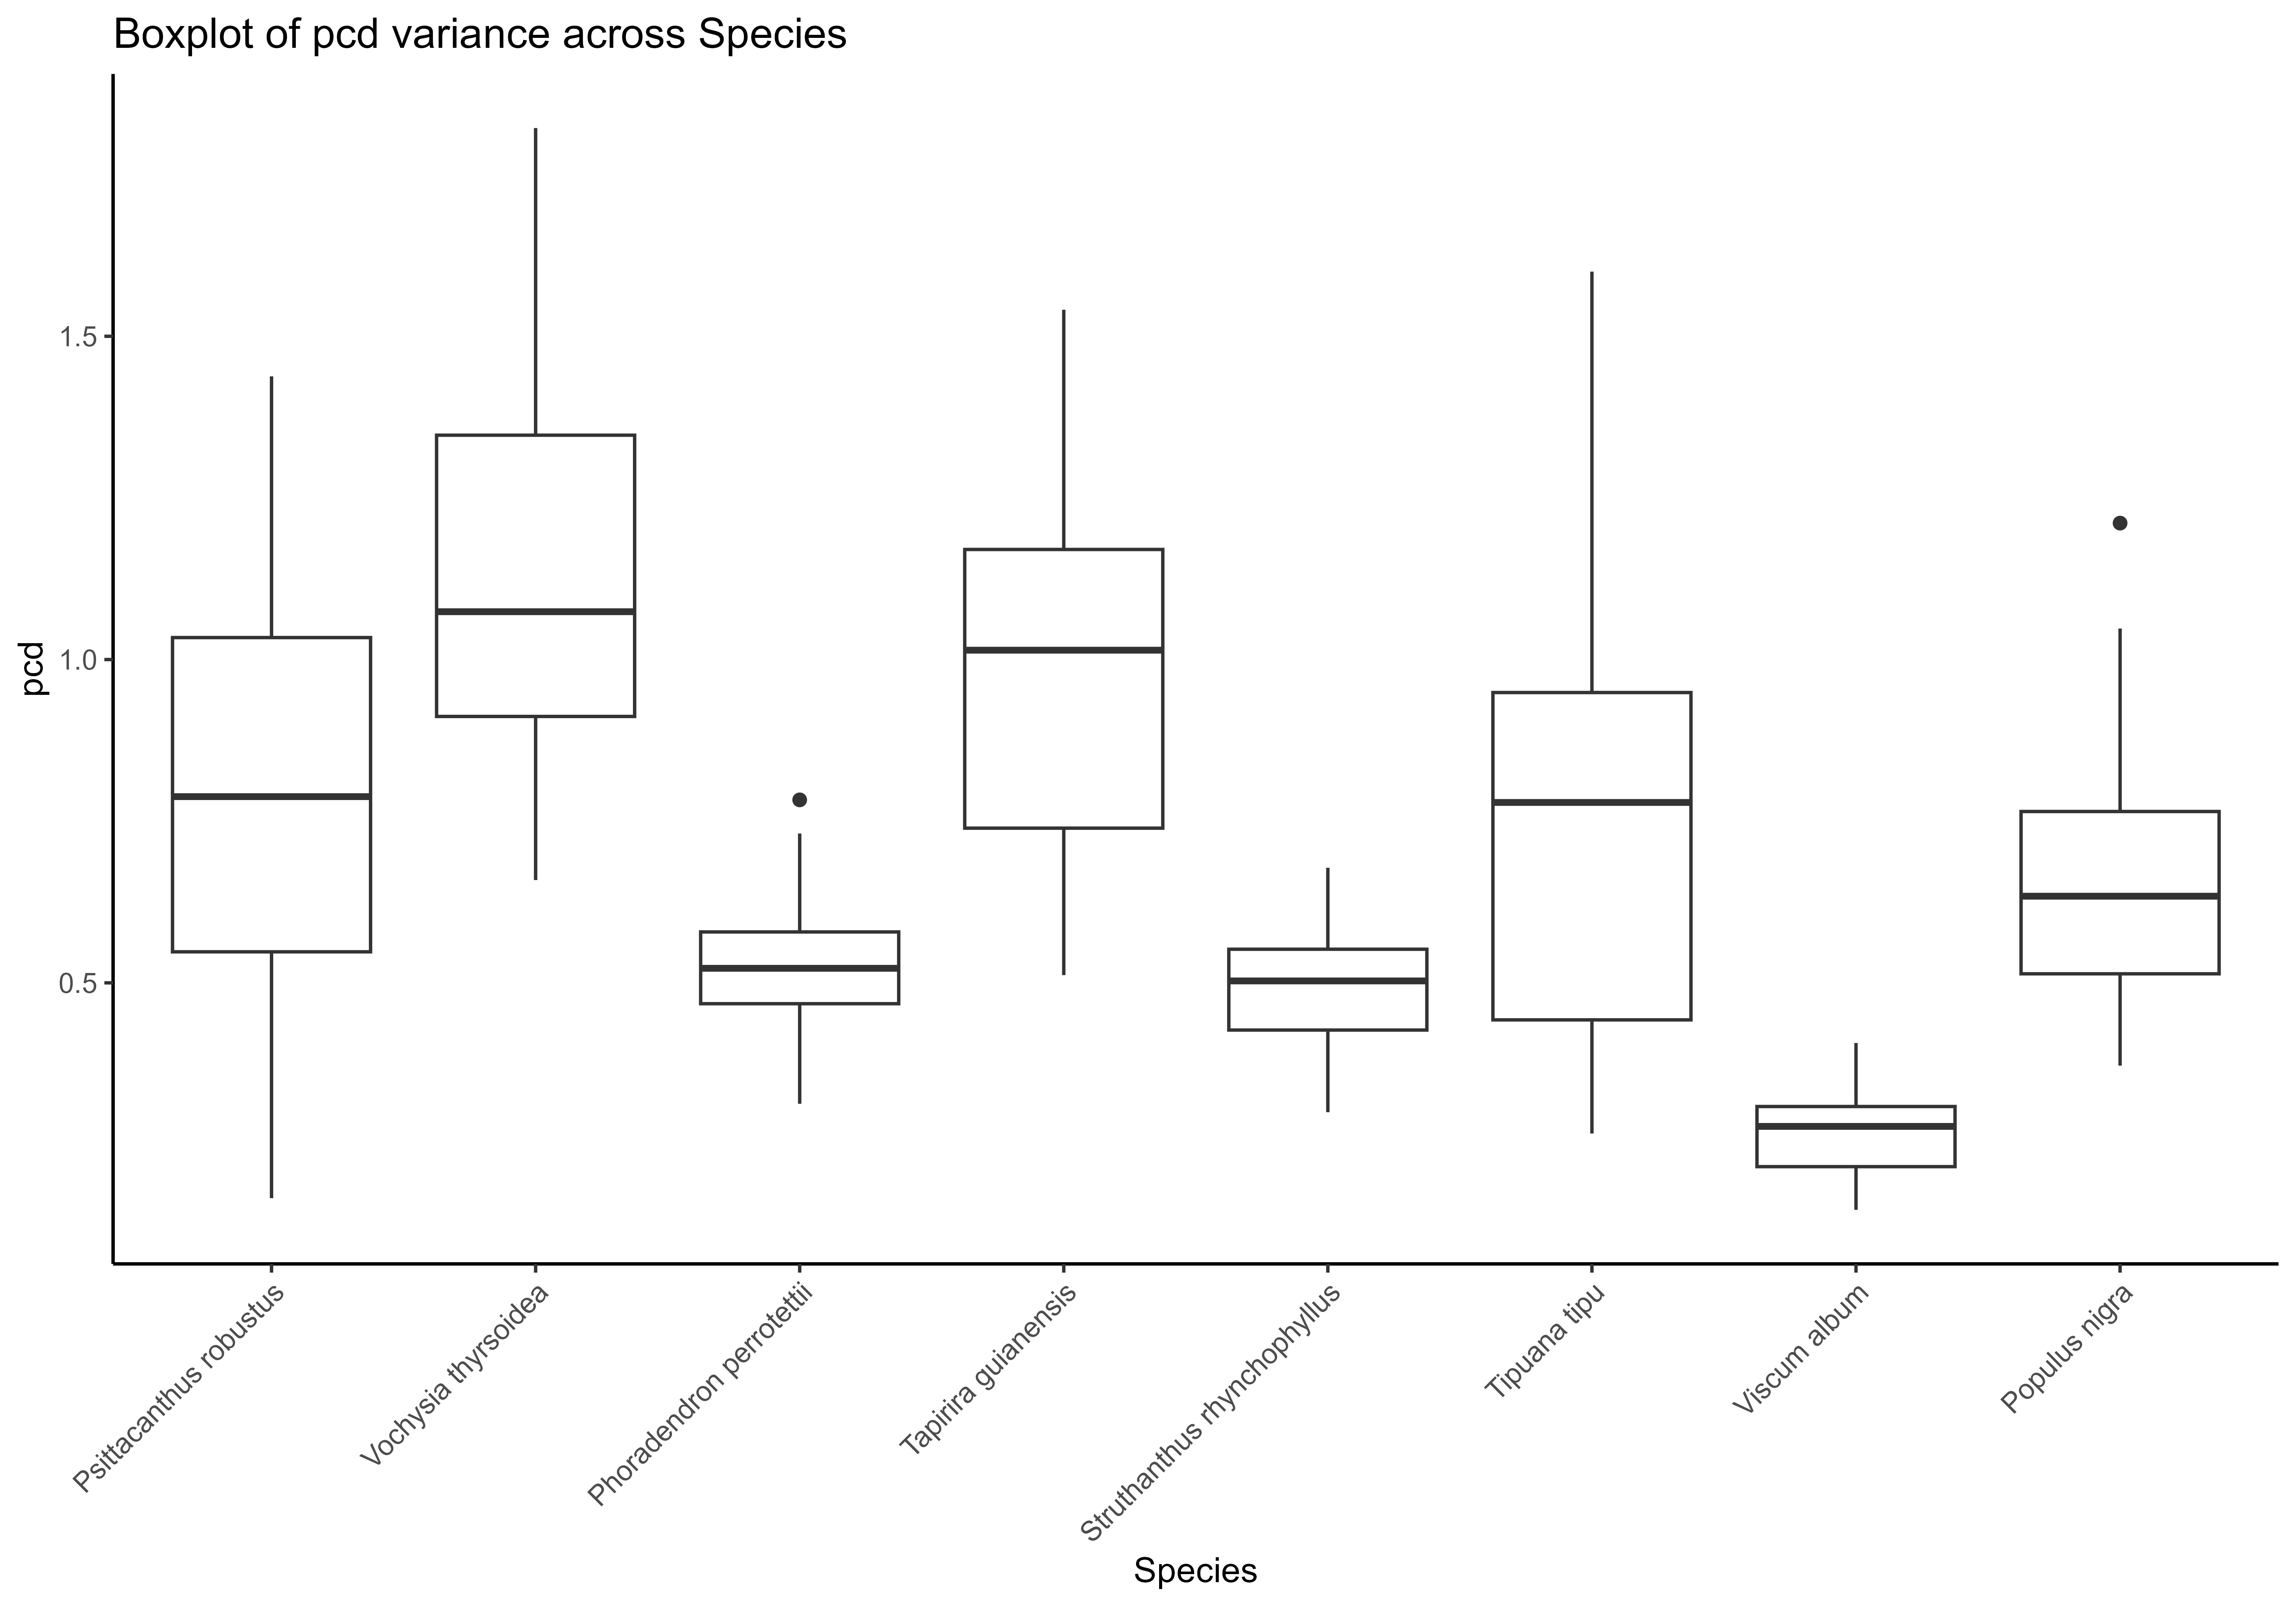 Boxplot of pcd variance across Species
pcd
1.5
1.0
0.5
Psittacanthus robustus
Vochysia thyrsoidea
Phoradendron perrotettii
Tapirira guianensis
Struthanthus rhynchophyllus
Tipuana tipu
Viscum album
Populus nigra
Species